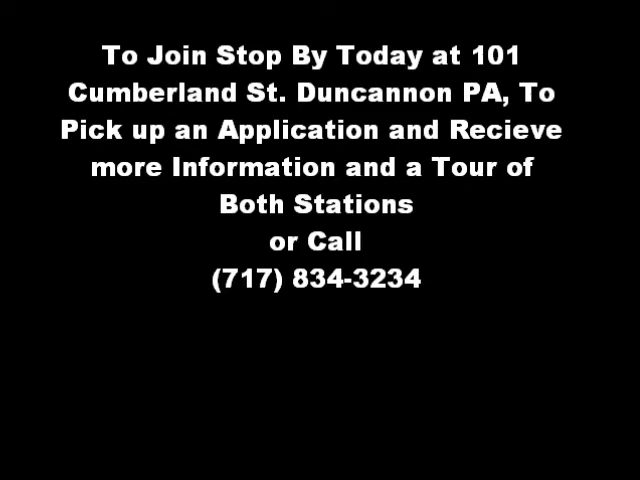 To Join Stop By Today at 101
Cumberland St. Duncannon PA, To
Pick up an Application and Recieve
more Information and a Tour of
Both Stations
or Call
(717) 834-3234